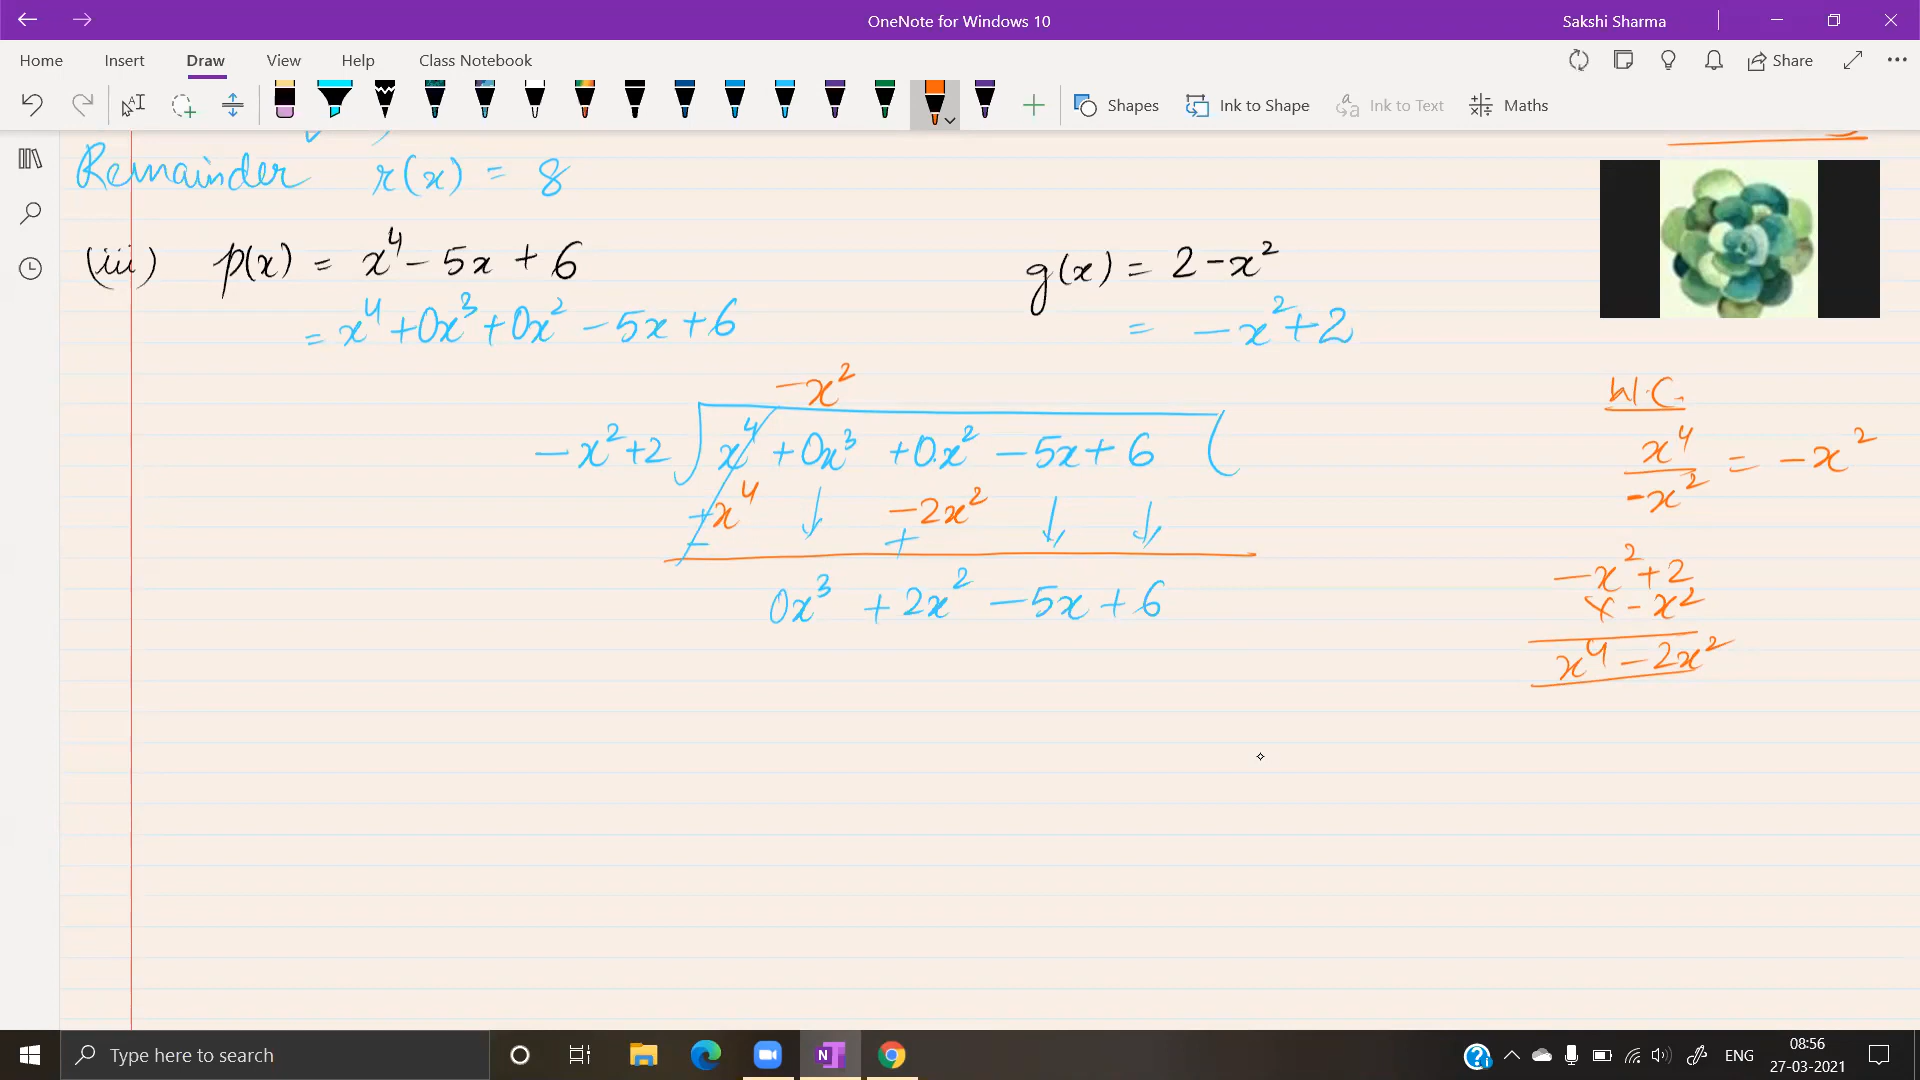 OneNote for Windows 10
Sakshi Sharma
Home Insert Draw View Help Class Notebook
Share
Shapes Ink to Shape Ink to Text Maths
Remainder r(x) = 8
(iii) p(x) = x⁴ - 5x + 6 g(x) = 2 - x²
= x⁴ + 0x³ + 0x² - 5x + 6 = -x² + 2
-x²
W.C.
-x² + 2 ) x⁴ + 0x³ + 0x² - 5x + 6 (
x⁴/-x² = -x²
+x⁴ ↓ -2x² ↓ ↓
- +
0x³ + 2x² - 5x + 6
-x² + 2
x - x²
x⁴ - 2x²
Type here to search
ENG
08:56
27-03-2021